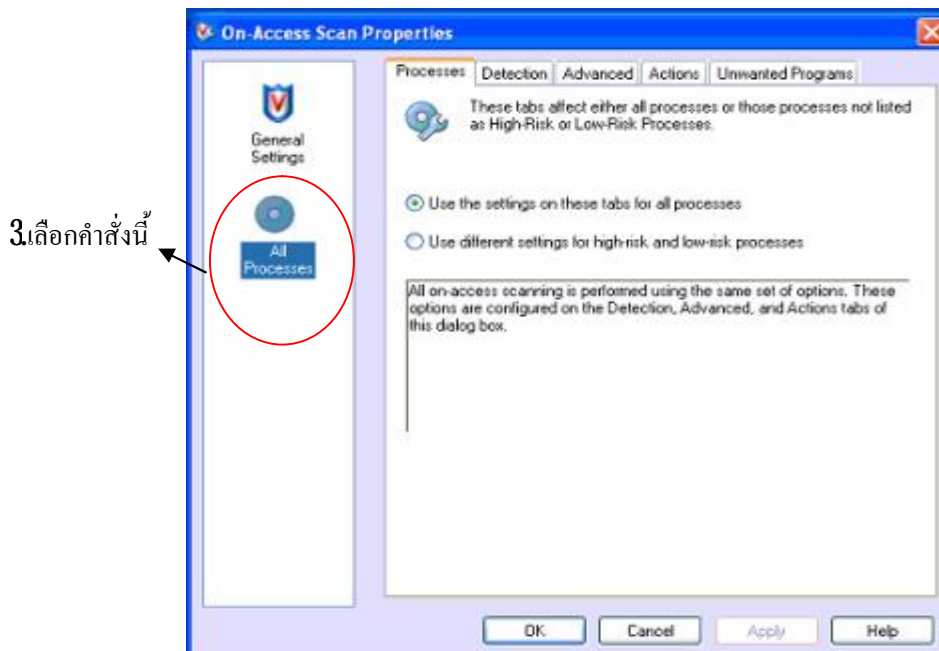 On-Access Scan Properties
General
Settings
3.เลือกคำสั่งนี้
All
Processes
Processes Detection Advanced Actions Unwanted Programs
These tabs affect either all processes or those processes not listed
as High-Risk or Low-Risk Processes.
Use the settings on these tabs for all processes
Use different settings for high-risk and low-risk processes
All on-access scanning is performed using the same set of options. These
options are configured on the Detection, Advanced, and Actions tabs of
this dialog box.
OK Cancel Apply Help